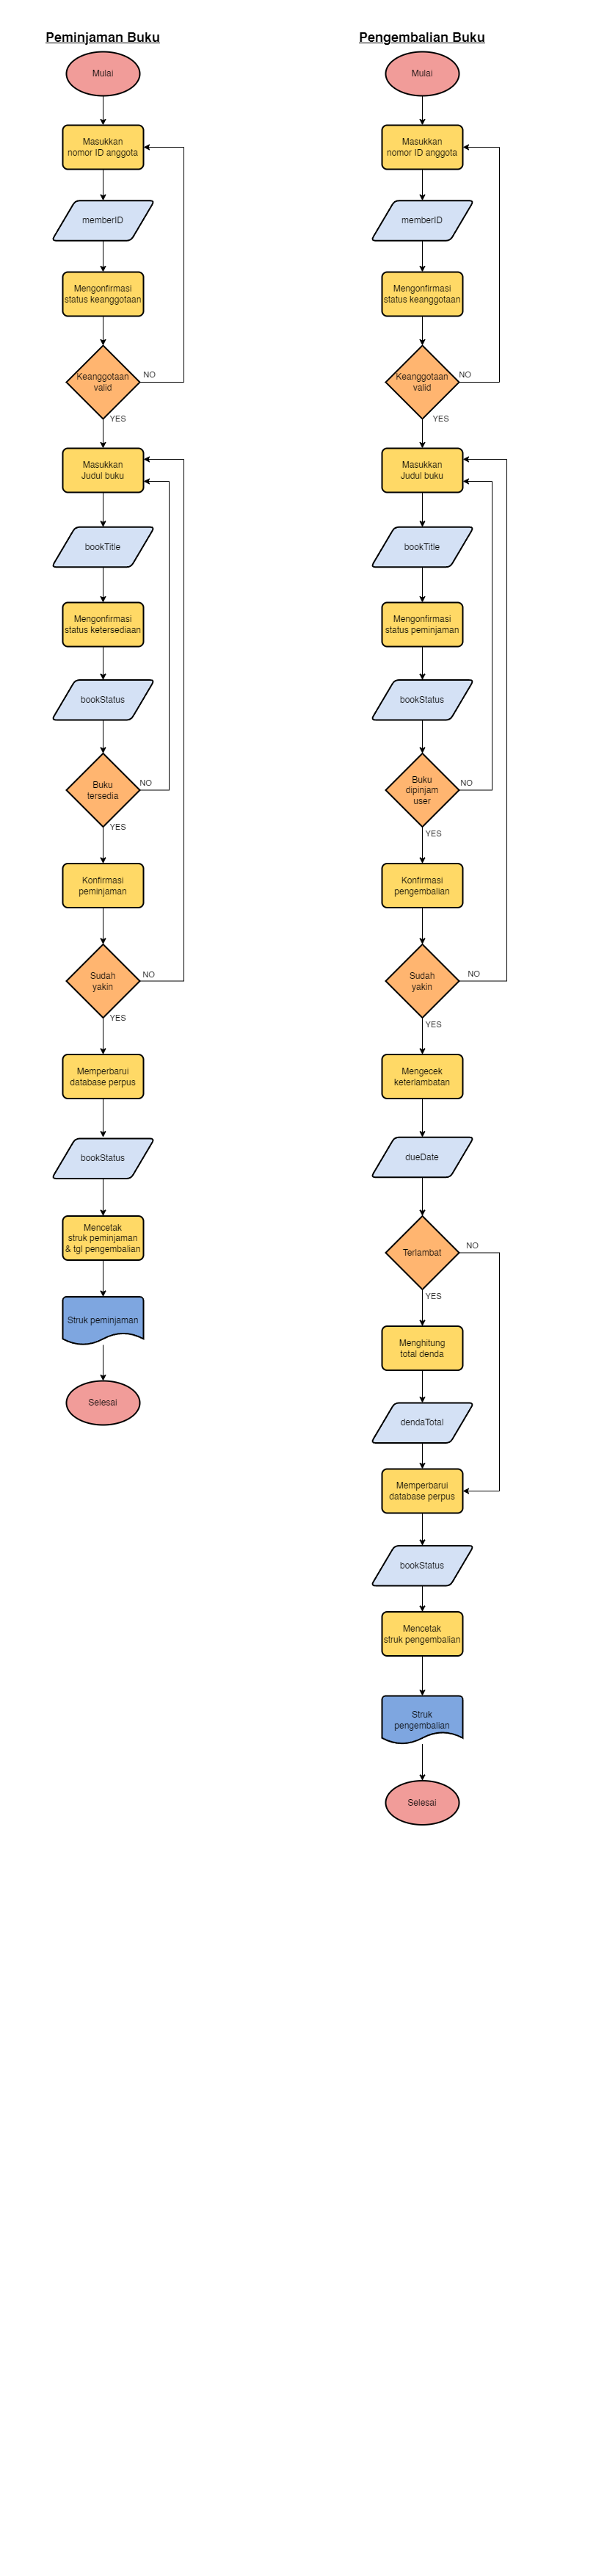 Peminjaman Buku
Mulai
Masukkan
nomor ID anggota
memberID
Mengonfirmasi
status keanggotaan
Keanggotaan
valid
NO
YES
Masukkan
Judul buku
bookTitle
Mengonfirmasi
status ketersediaan
bookStatus
Buku
tersedia
NO
YES
Konfirmasi
peminjaman
Sudah
yakin
NO
YES
Memperbarui
database perpus
bookStatus
Mencetak
struk peminjaman
& tgl pengembalian
Struk peminjaman
Selesai
Pengembalian Buku
Mulai
Masukkan
nomor ID anggota
memberID
Mengonfirmasi
status keanggotaan
Keanggotaan
valid
NO
YES
Masukkan
Judul buku
bookTitle
Mengonfirmasi
status peminjaman
bookStatus
Buku
dipinjam
user
NO
YES
Konfirmasi
pengembalian
Sudah
yakin
NO
YES
Mengecek
keterlambatan
dueDate
Terlambat
NO
YES
Menghitung
total denda
dendaTotal
Memperbarui
database perpus
bookStatus
Mencetak
struk pengembalian
Struk
pengembalian
Selesai